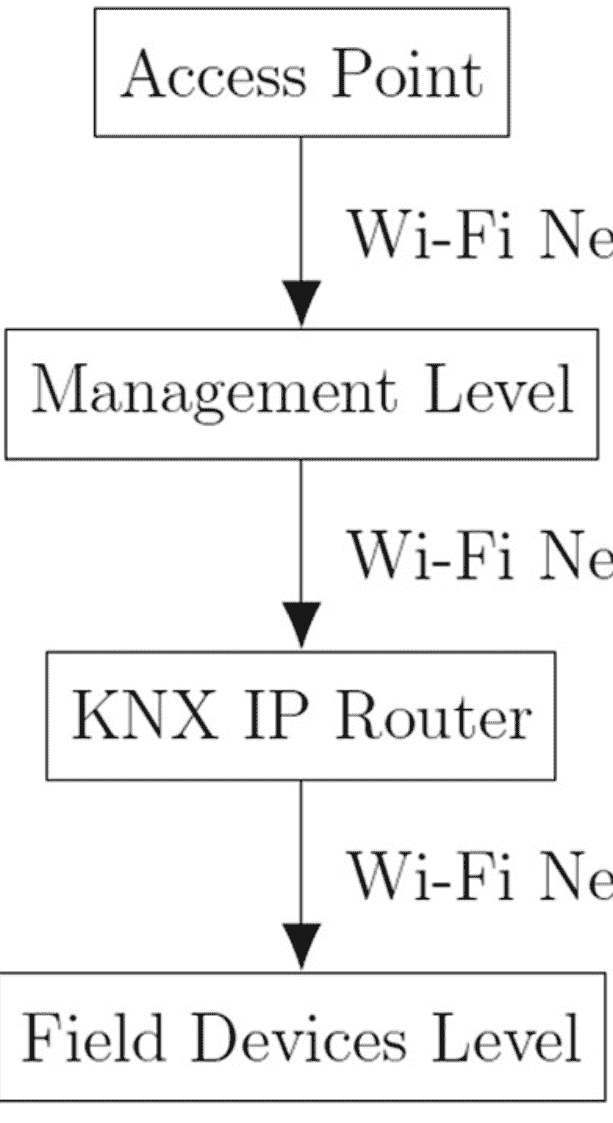 Access Point
Wi-Fi Ne
Management Level
Wi-Fi Ne
KNX IP Router
Wi-Fi Ne
Field Devices Level